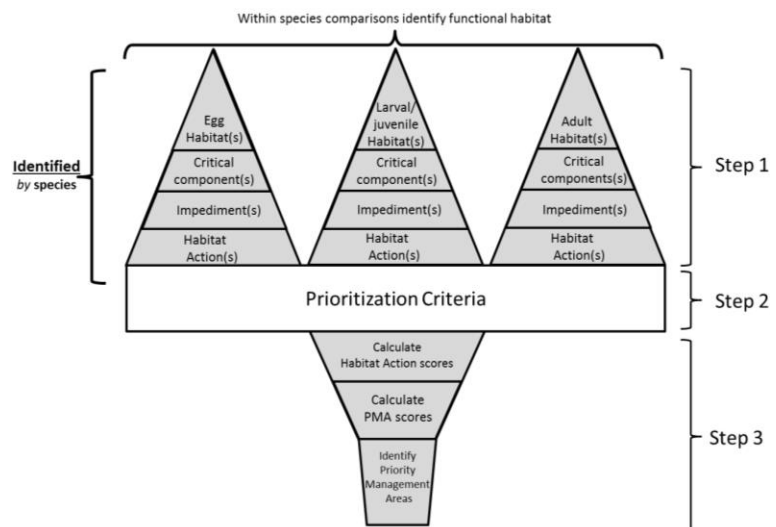 Within species comparisons identify functional habitat
Egg
Habitat(s)
Critical
component(s)
Impediment(s)
Habitat
Action(s)
Larval/
juvenile
Habitat(s)
Critical
component(s)
Impediment(s)
Habitat
Action(s)
Adult
Habitat(s)
Critical
components(s)
Impediment(s)
Habitat
Action(s)
Identified
by species
Step 1
Prioritization Criteria
Step 2
Calculate
Habitat Action scores
Calculate
PMA scores
Identify
Priority
Management
Areas
Step 3